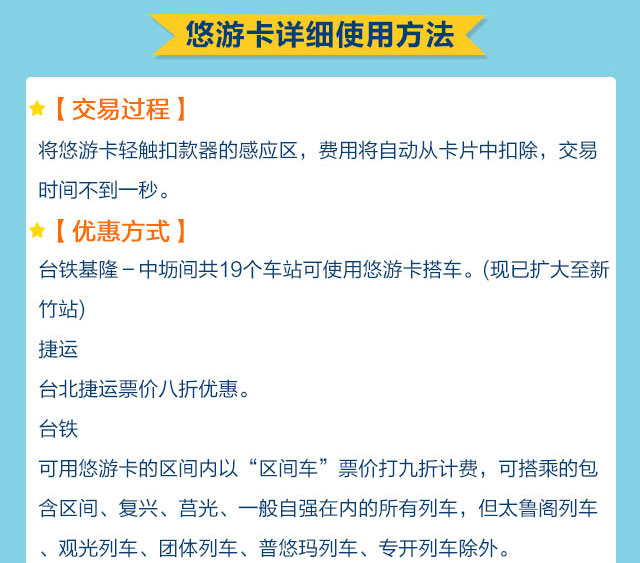 悠游卡详细使用方法
【交易过程】
将悠游卡轻触扣款器的感应区，费用将自动从卡片中扣除，交易
时间不到一秒。
【优惠方式】
台铁基隆－中坜间共19个车站可使用悠游卡搭车。(现已扩大至新
竹站)
捷运
台北捷运票价八折优惠。
台铁
可用悠游卡的区间内以“区间车”票价打九折计费，可搭乘的包
含区间、复兴、莒光、一般自强在内的所有列车，但太鲁阁列车
、观光列车、团体列车、普悠玛列车、专开列车除外。